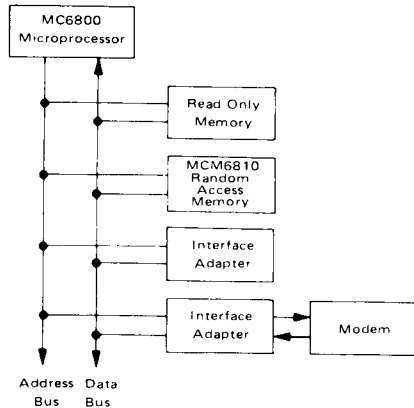 MC6800
Microprocessor
Read Only
Memory
MCM6810
Random
Access
Memory
Interface
Adapter
Interface
Adapter
Modem
Address
Bus
Data
Bus